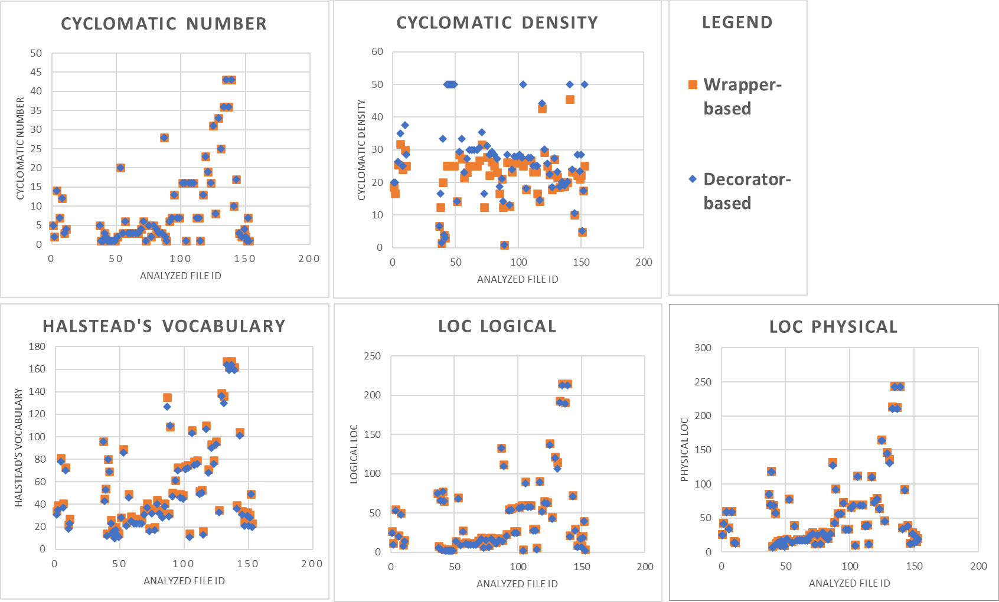 CYCLOMATIC NUMBER
50
45
40
35
30
25
20
15
10
5
0
CYCLOMATIC NUMBER
0 50 100 150 200
ANALYZED FILE ID
CYCLOMATIC DENSITY
60
50
40
30
20
10
0
CYCLOMATIC DENSITY
0 50 100 150 200
ANALYZED FILE ID
LEGEND
Wrapper-
based
Decorator-
based
HALSTEAD'S VOCABULARY
180
160
140
120
100
80
60
40
20
0
HALSTEAD'S VOCABULARY
0 50 100 150 200
ANALYZED FILE ID
LOC LOGICAL
250
200
150
100
50
0
LOGICAL LOC
0 50 100 150 200
ANALYZED FILE ID
LOC PHYSICAL
300
250
200
150
100
50
0
PHYSICAL LOC
0 50 100 150 200
ANALYZED FILE ID